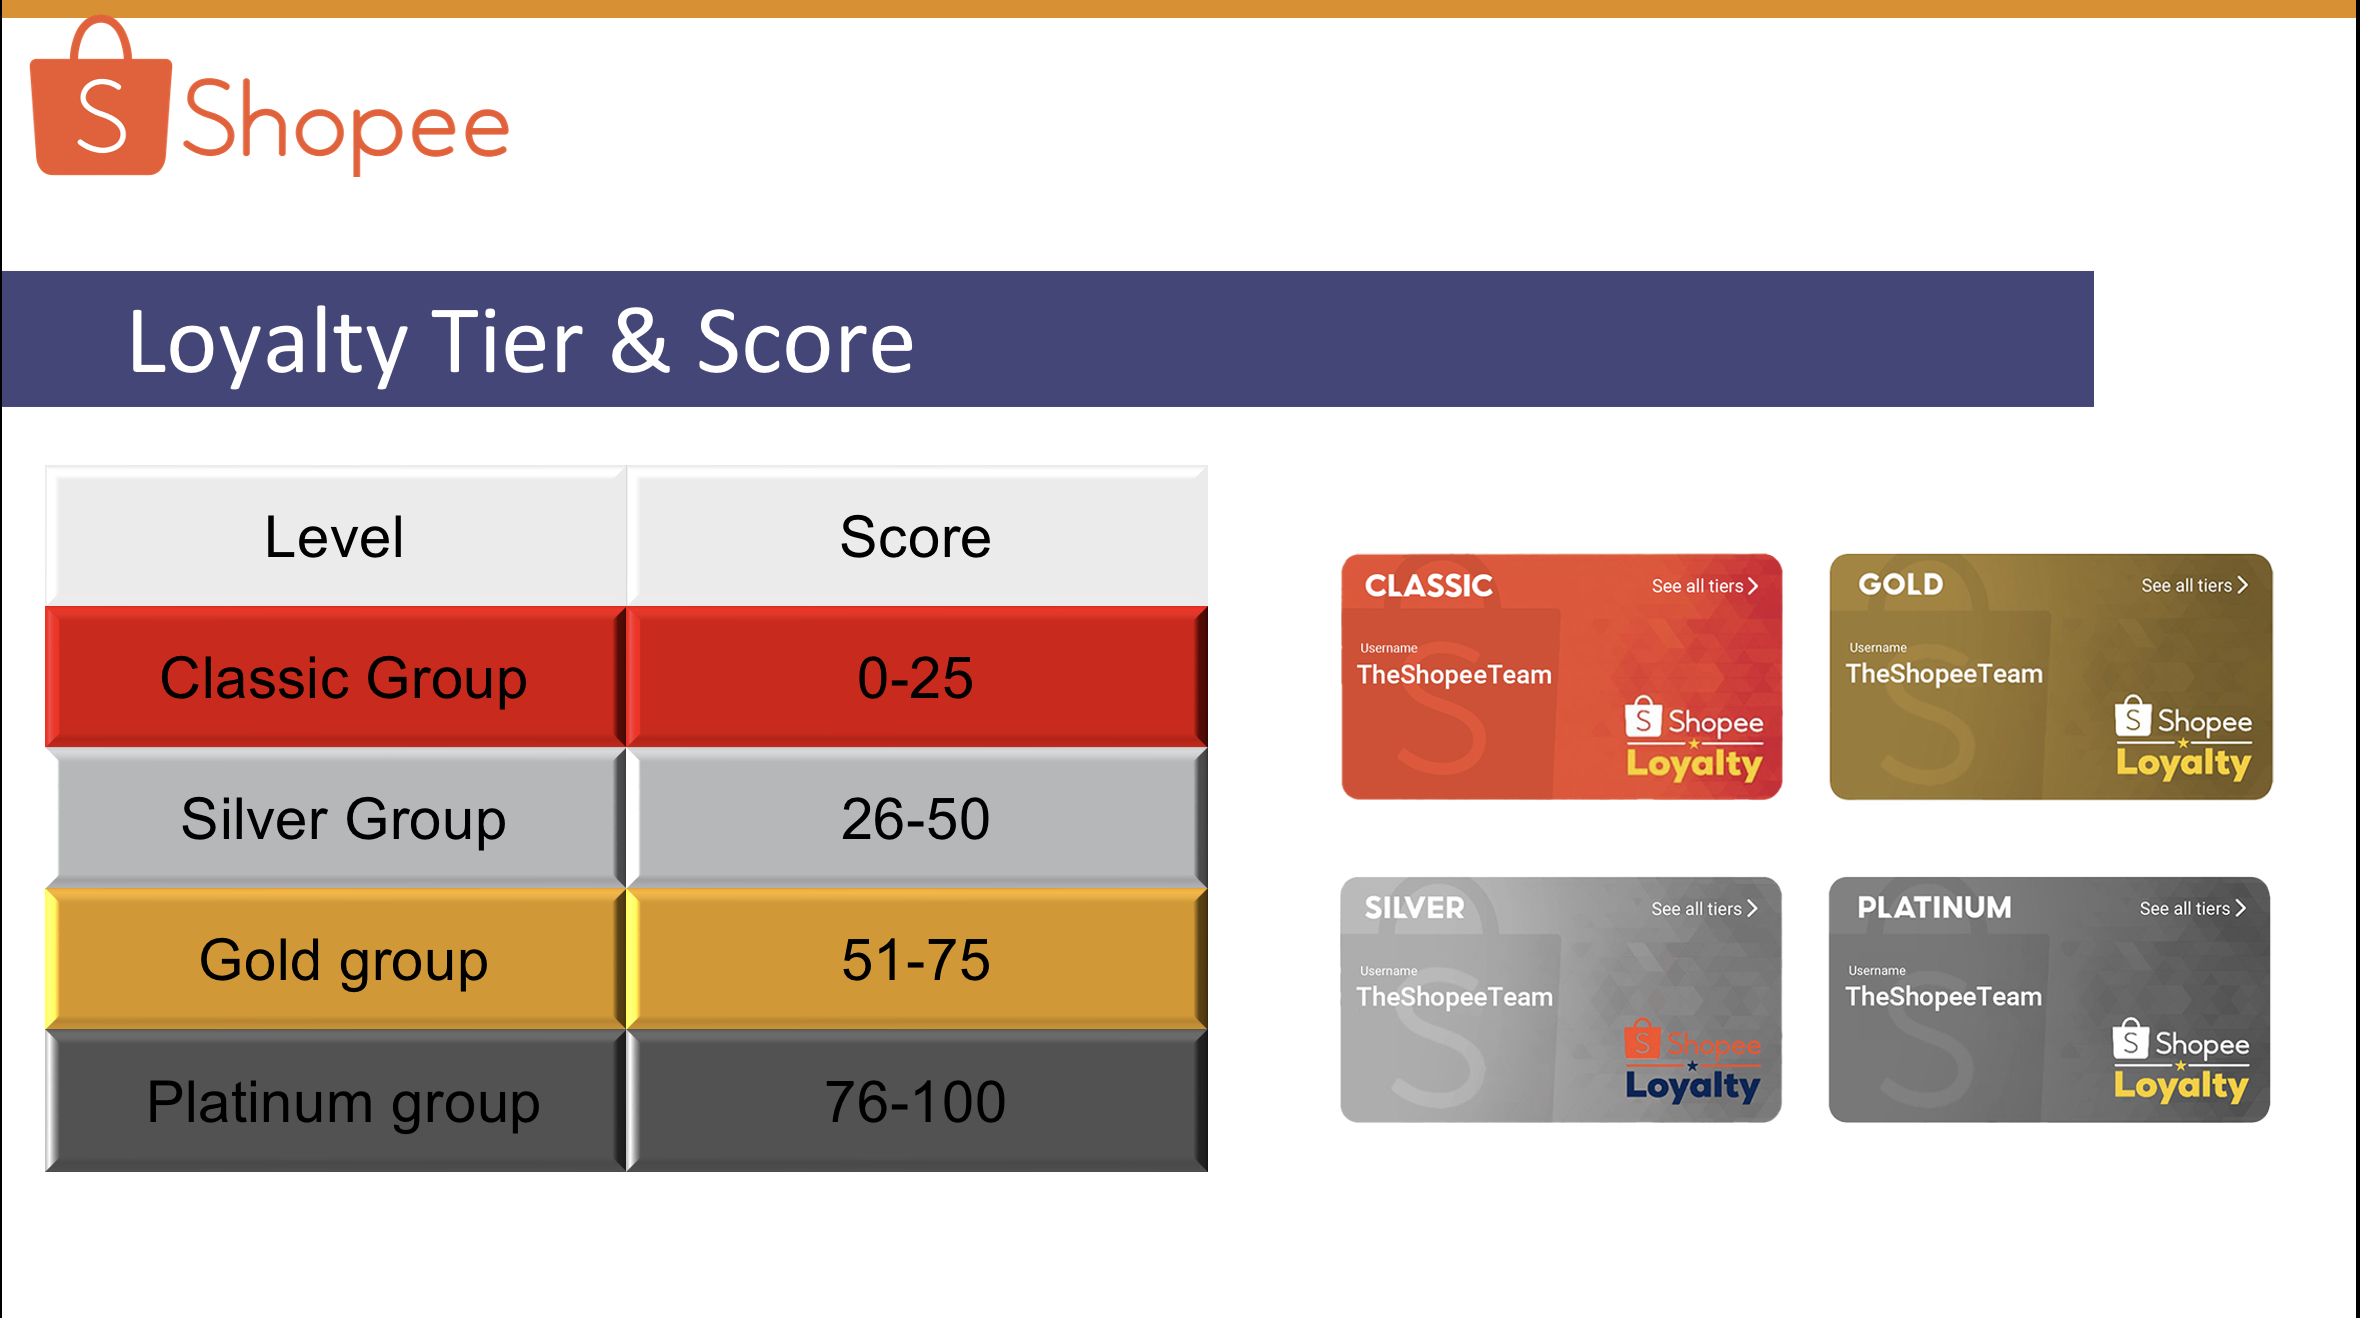 S Shopee
Loyalty Tier & Score
Level Score
Classic Group 0-25
Silver Group 26-50
Gold group 51-75
Platinum group 76-100
CLASSIC See all tiers
Username
TheShopeeTeam
S Shopee
Loyalty
GOLD See all tiers
Username
TheShopeeTeam
S Shopee
Loyalty
SILVER See all tiers
Username
TheShopeeTeam
S Shopee
Loyalty
PLATINUM See all tiers
Username
TheShopeeTeam
S Shopee
Loyalty